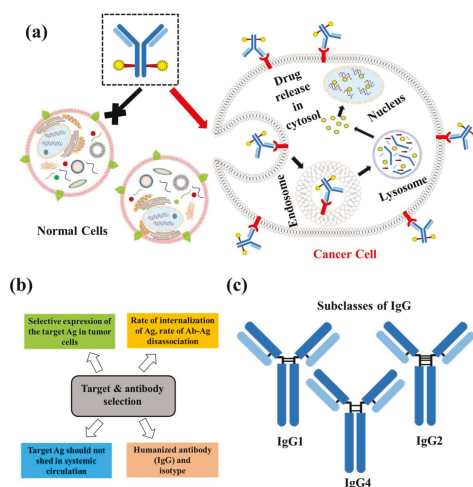 (a)
Drug
release
in
cytosol
Nucleus
Endosome
Lysosome
Normal Cells
Cancer Cell
(b)
Selective expression of
the target Ag in tumor
cells
Rate of internalization
of Ag, rate of Ab-Ag
disassociation
Target & antibody
selection
Target Ag should not
shed in systemic
circulation
Humanized antibody
(IgG) and
isotype
(c)
Subclasses of IgG
IgG1
IgG4
IgG2